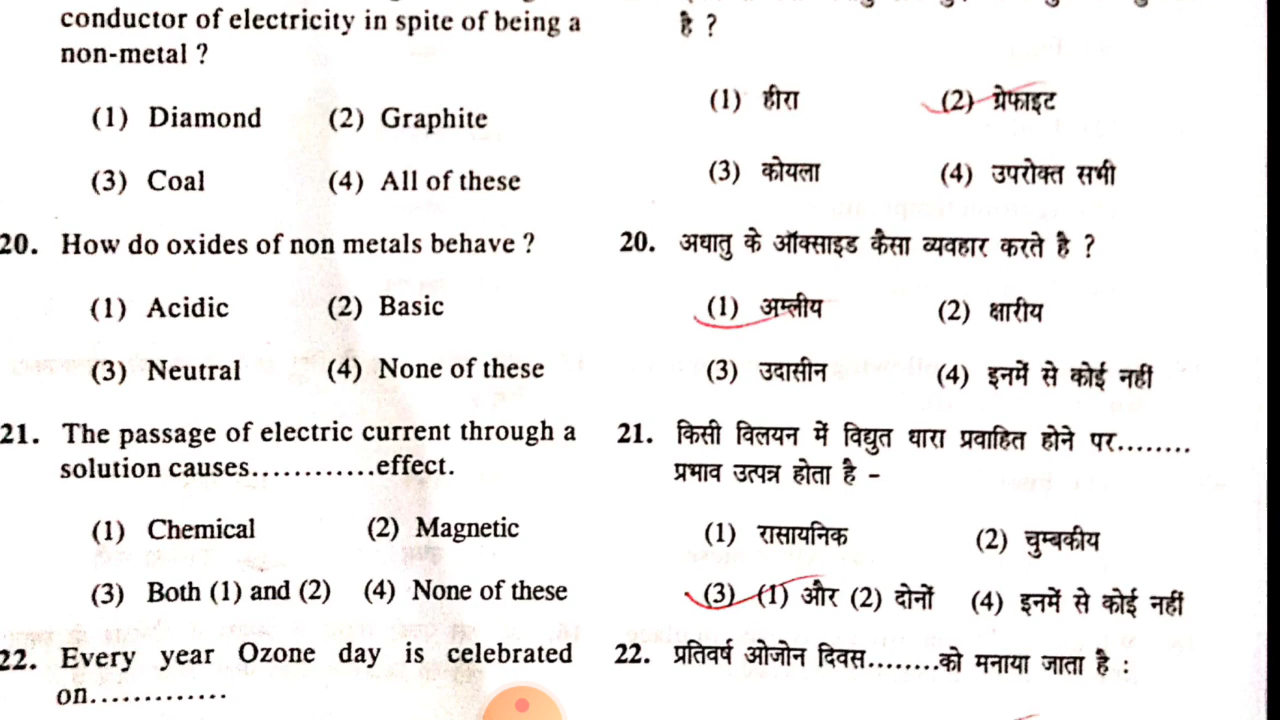 conductor of electricity in spite of being a
non-metal ?
(1) Diamond (2) Graphite
(3) Coal (4) All of these
20. How do oxides of non metals behave ?
(1) Acidic (2) Basic
(3) Neutral (4) None of these
21. The passage of electric current through a
solution causes............effect.
(1) Chemical (2) Magnetic
(3) Both (1) and (2) (4) None of these
22. Every year Ozone day is celebrated
on.............
है ?
(1) हीरा (2) ग्रेफाइट
(3) कोयला (4) उपरोक्त सभी
20. अधातु के ऑक्साइड कैसा व्यवहार करते है ?
(1) अम्लीय (2) क्षारीय
(3) उदासीन (4) इनमें से कोई नहीं
21. किसी विलयन में विद्युत धारा प्रवाहित होने पर........
प्रभाव उत्पन्न होता है -
(1) रासायनिक (2) चुम्बकीय
(3) (1) और (2) दोनों (4) इनमें से कोई नहीं
22. प्रतिवर्ष ओजोन दिवस........को मनाया जाता है :